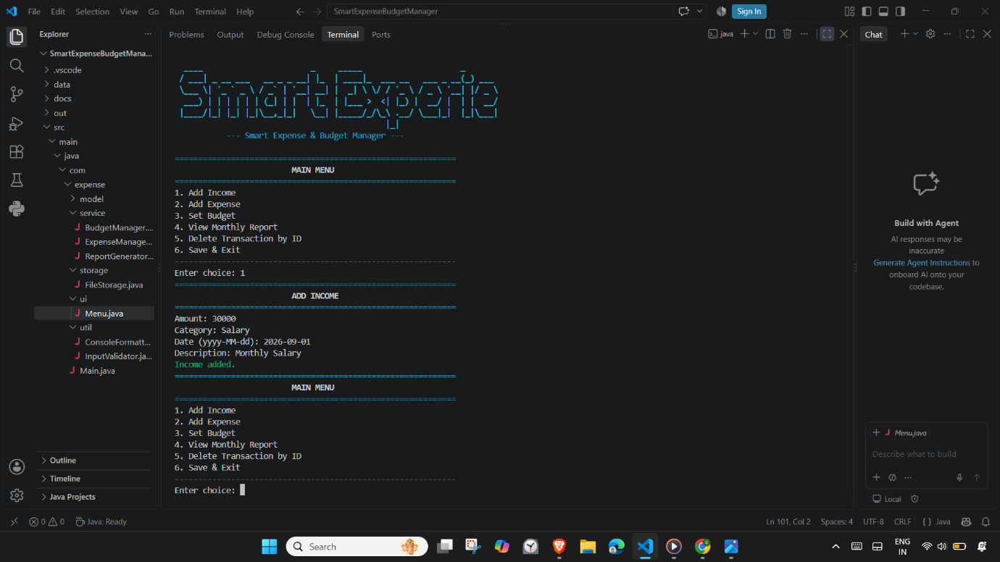 File Edit Selection View Go Run Terminal Help
SmartExpenseBudgetManager
Sign In
Explorer
SmartExpenseBudgetMana...
.vscode
data
docs
out
src
main
java
com
expense
model
service
BudgetManager....
ExpenseManage...
ReportGenerator...
storage
FileStorage.java
ui
Menu.java
util
ConsoleFormatt...
InputValidator.ja...
Main.java
Outline
Timeline
Java Projects
Problems Output Debug Console Terminal Ports
java
Smart Experie
--- Smart Expense & Budget Manager ---
============================================================
MAIN MENU
============================================================
1. Add Income
2. Add Expense
3. Set Budget
4. View Monthly Report
5. Delete Transaction by ID
6. Save & Exit
------------------------------------------------------------
Enter choice: 1
============================================================
ADD INCOME
============================================================
Amount: 30000
Category: Salary
Date (yyyy-MM-dd): 2026-09-01
Description: Monthly Salary
Income added.
============================================================
MAIN MENU
============================================================
1. Add Income
2. Add Expense
3. Set Budget
4. View Monthly Report
5. Delete Transaction by ID
6. Save & Exit
------------------------------------------------------------
Enter choice:
Chat
Build with Agent
AI responses may be
inaccurate
Generate Agent Instructions to
onboard AI onto your
codebase.
Menu.java
Describe what to build
Local
0 0 Java: Ready
Ln 101, Col 2 Spaces: 4 UTF-8 CRLF { } Java
Search
ENG
IN